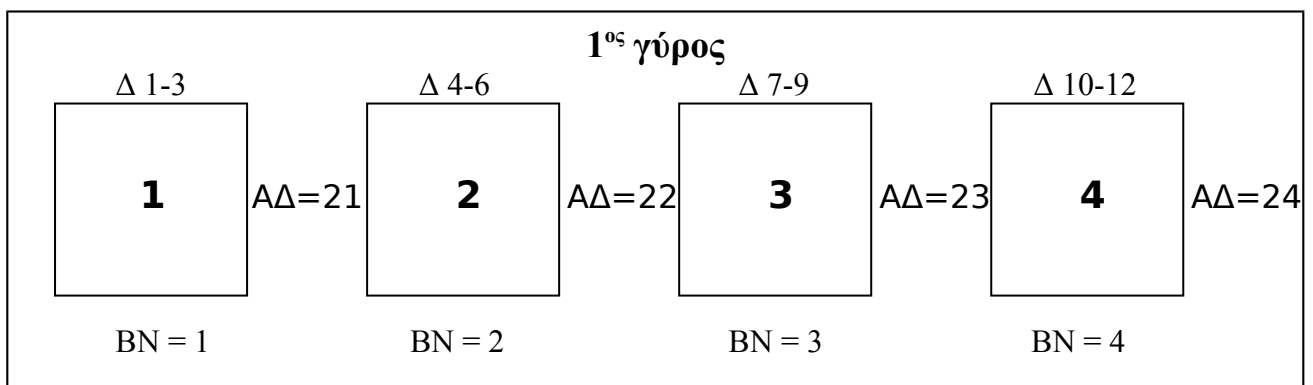 1ος γύρος
Δ 1-3 Δ 4-6 Δ 7-9 Δ 10-12
1 ΑΔ=21 2 ΑΔ=22 3 ΑΔ=23 4 ΑΔ=24
ΒΝ = 1 ΒΝ = 2 ΒΝ = 3 ΒΝ = 4